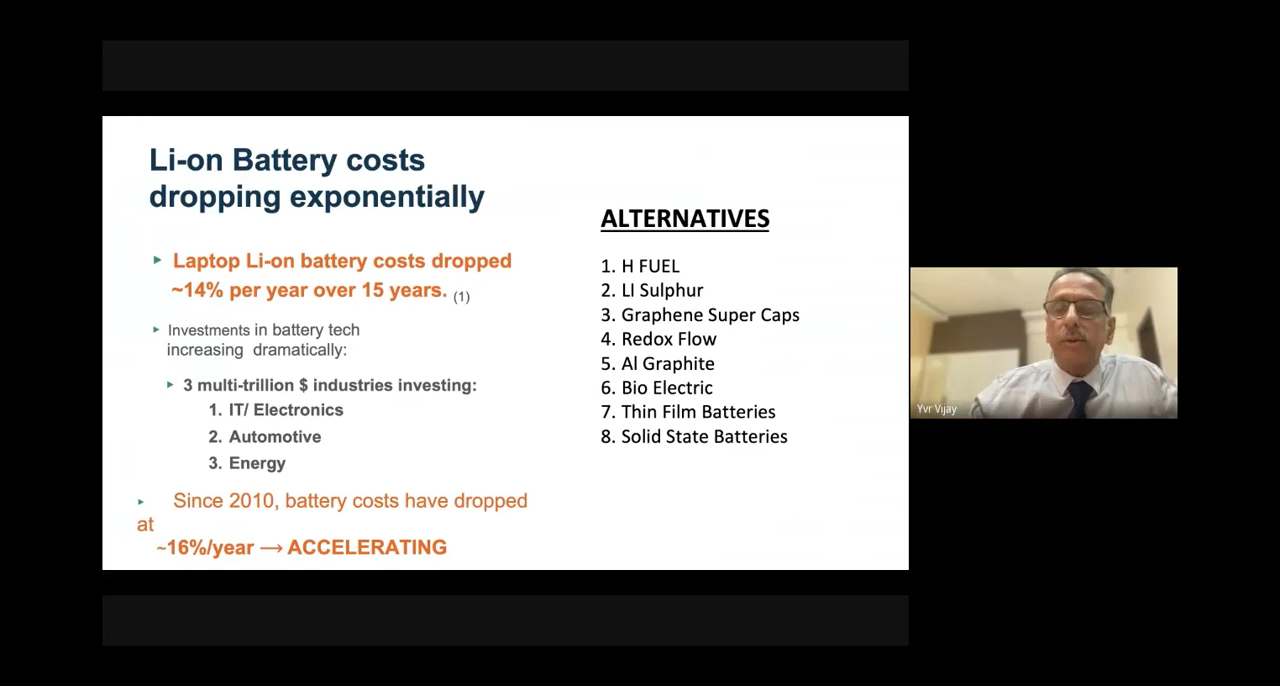 Li-on Battery costs
dropping exponentially
▸ Laptop Li-on battery costs dropped
~14% per year over 15 years. (1)
▸ Investments in battery tech
increasing dramatically:
▸ 3 multi-trillion $ industries investing:
1. IT/ Electronics
2. Automotive
3. Energy
▸ Since 2010, battery costs have dropped
at
~16%/year → ACCELERATING
ALTERNATIVES
1. H FUEL
2. LI Sulphur
3. Graphene Super Caps
4. Redox Flow
5. Al Graphite
6. Bio Electric
7. Thin Film Batteries
8. Solid State Batteries
Yvr Vijay